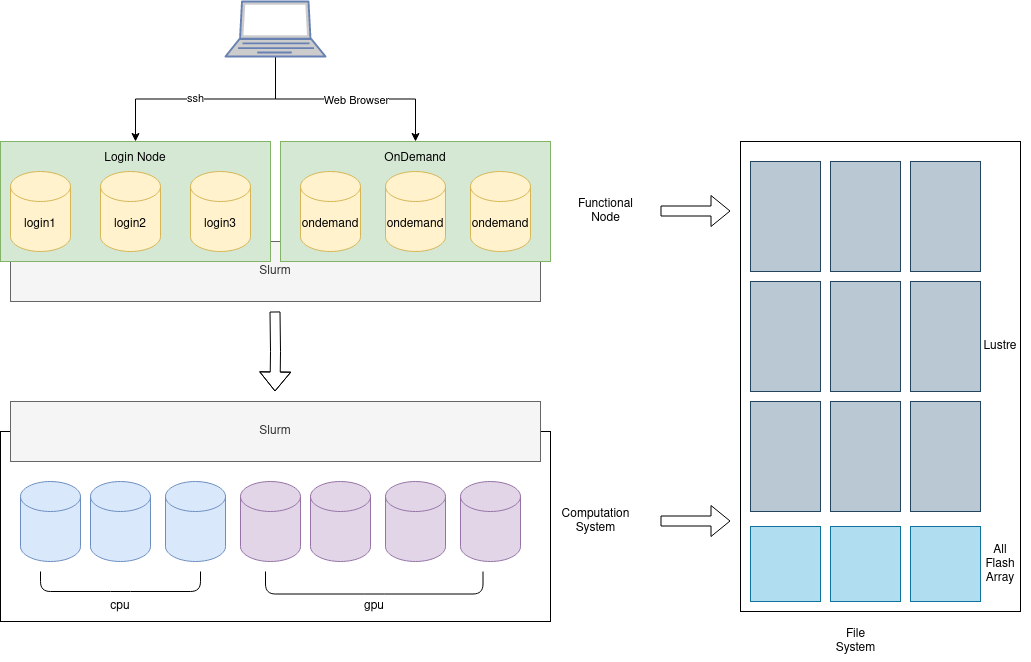 ssh
Web Browser
Login Node
OnDemand
login1
login2
login3
ondemand
ondemand
ondemand
Functional
Node
Slurm
Lustre
Slurm
Computation
System
All
Flash
Array
cpu
gpu
File
System